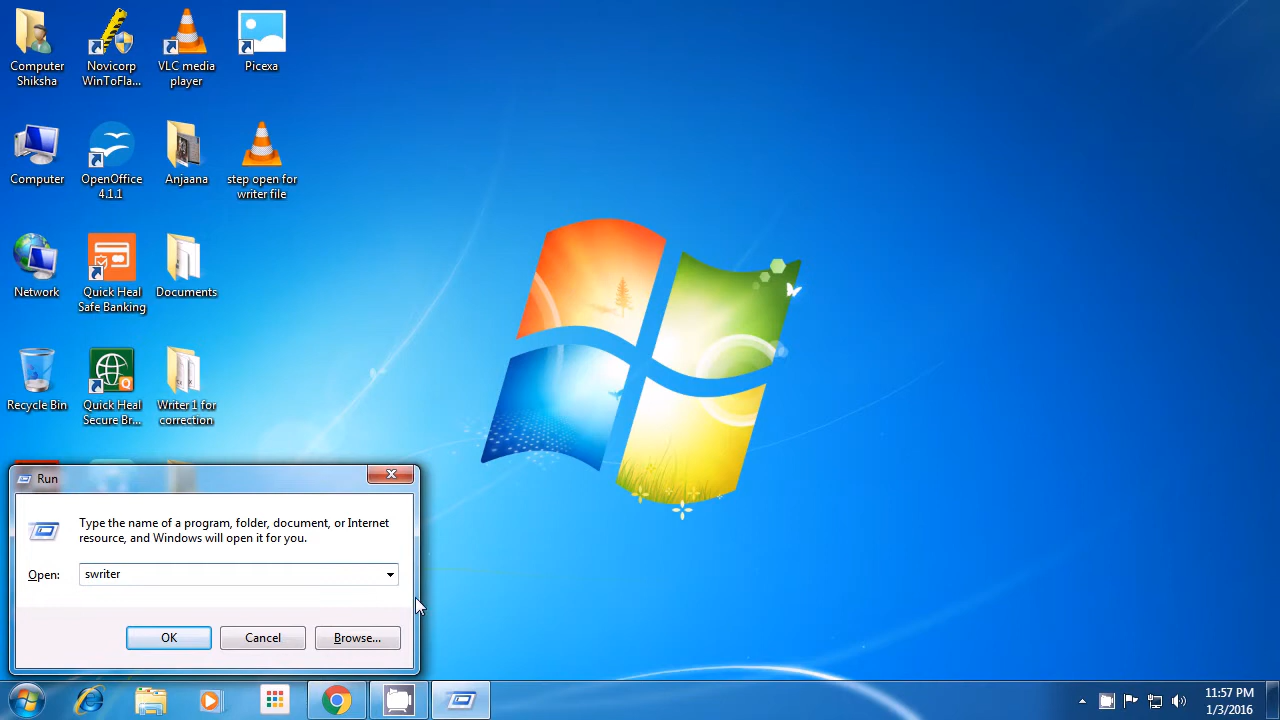 Computer
Shiksha
Novicorp
WinToFla...
VLC media
player
Picexa
Computer
OpenOffice
4.1.1
Anjaana
step open for
writer file
Network
Quick Heal
Safe Banking
Documents
Recycle Bin
Quick Heal
Secure Br...
Writer 1 for
correction
Run
Type the name of a program, folder, document, or Internet
resource, and Windows will open it for you.
Open:
swriter
OK
Cancel
Browse...
11:57 PM
1/3/2016